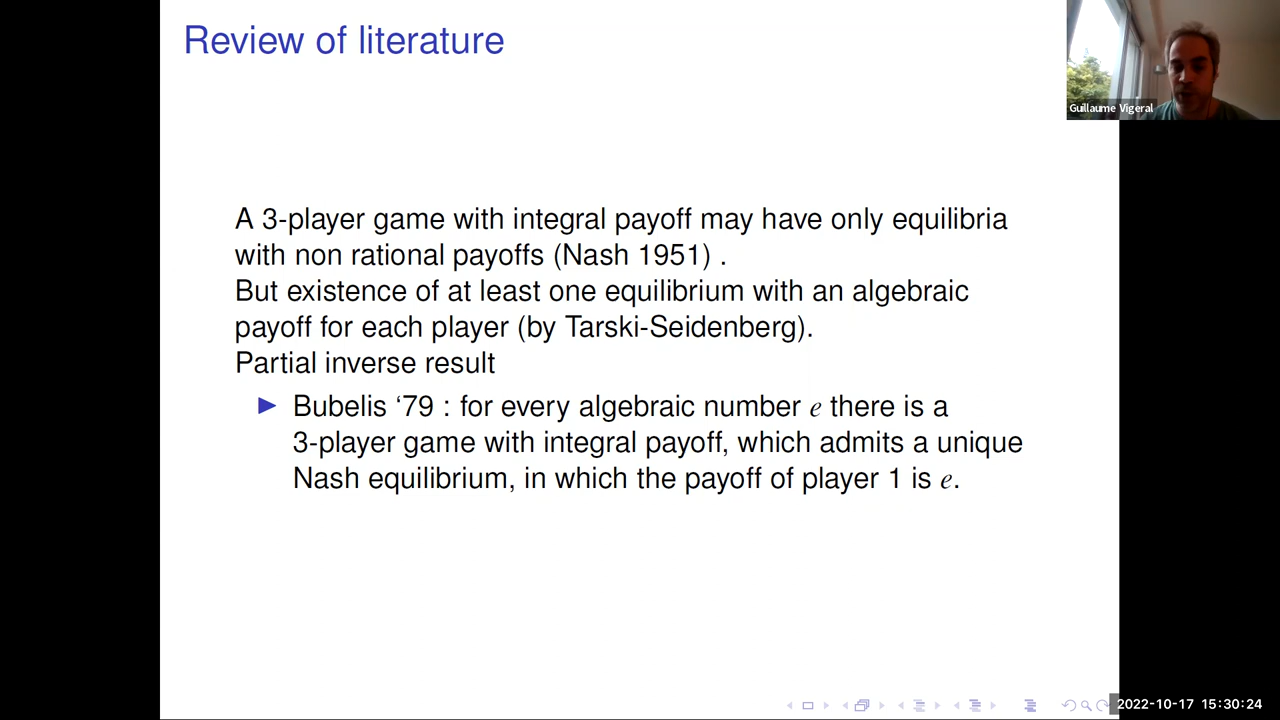 Review of literature
Guillaume Vigeral
A 3-player game with integral payoff may have only equilibria
with non rational payoffs (Nash 1951) .
But existence of at least one equilibrium with an algebraic
payoff for each player (by Tarski-Seidenberg).
Partial inverse result
Bubelis ‘79 : for every algebraic number e there is a
3-player game with integral payoff, which admits a unique
Nash equilibrium, in which the payoff of player 1 is e.
2022-10-17 15:30:24